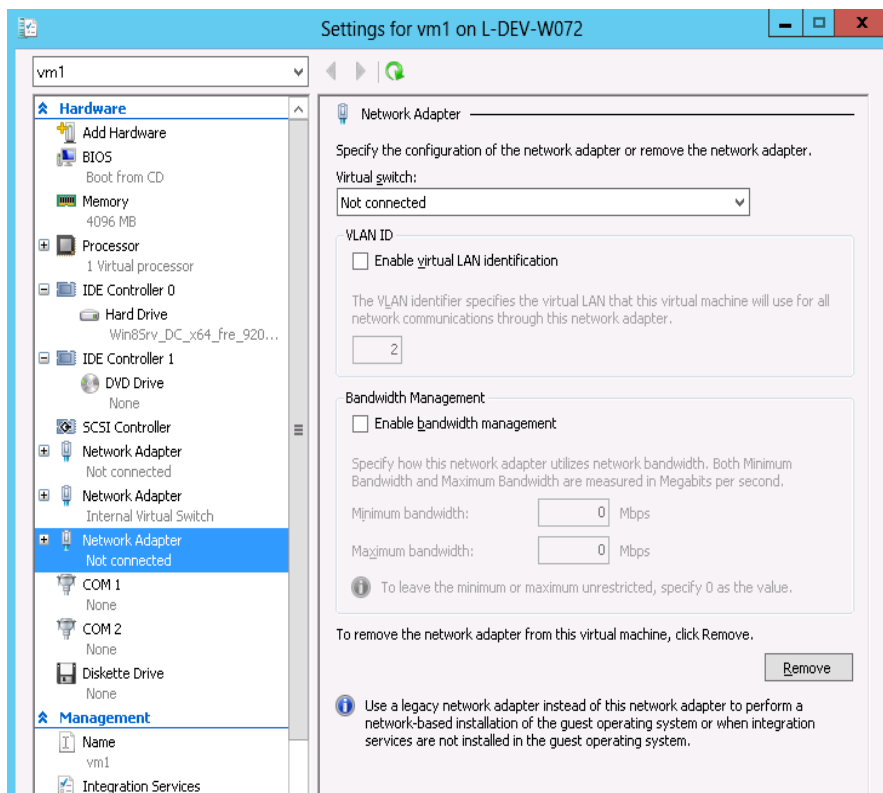 Settings for vm1 on L-DEV-W072
vm1
Hardware
Add Hardware
BIOS
Boot from CD
Memory
4096 MB
Processor
1 Virtual processor
IDE Controller 0
Hard Drive
Win8Srv_DC_x64_fre_920...
IDE Controller 1
DVD Drive
None
SCSI Controller
Network Adapter
Not connected
Network Adapter
Internal Virtual Switch
Network Adapter
Not connected
COM 1
None
COM 2
None
Diskette Drive
None
Management
Name
vm1
Integration Services
Network Adapter
Specify the configuration of the network adapter or remove the network adapter.
Virtual switch:
Not connected
VLAN ID
Enable virtual LAN identification
The VLAN identifier specifies the virtual LAN that this virtual machine will use for all
network communications through this network adapter.
2
Bandwidth Management
Enable bandwidth management
Specify how this network adapter utilizes network bandwidth. Both Minimum
Bandwidth and Maximum Bandwidth are measured in Megabits per second.
Minimum bandwidth: 0 Mbps
Maximum bandwidth: 0 Mbps
To leave the minimum or maximum unrestricted, specify 0 as the value.
To remove the network adapter from this virtual machine, click Remove.
Remove
Use a legacy network adapter instead of this network adapter to perform a
network-based installation of the guest operating system or when integration
services are not installed in the guest operating system.